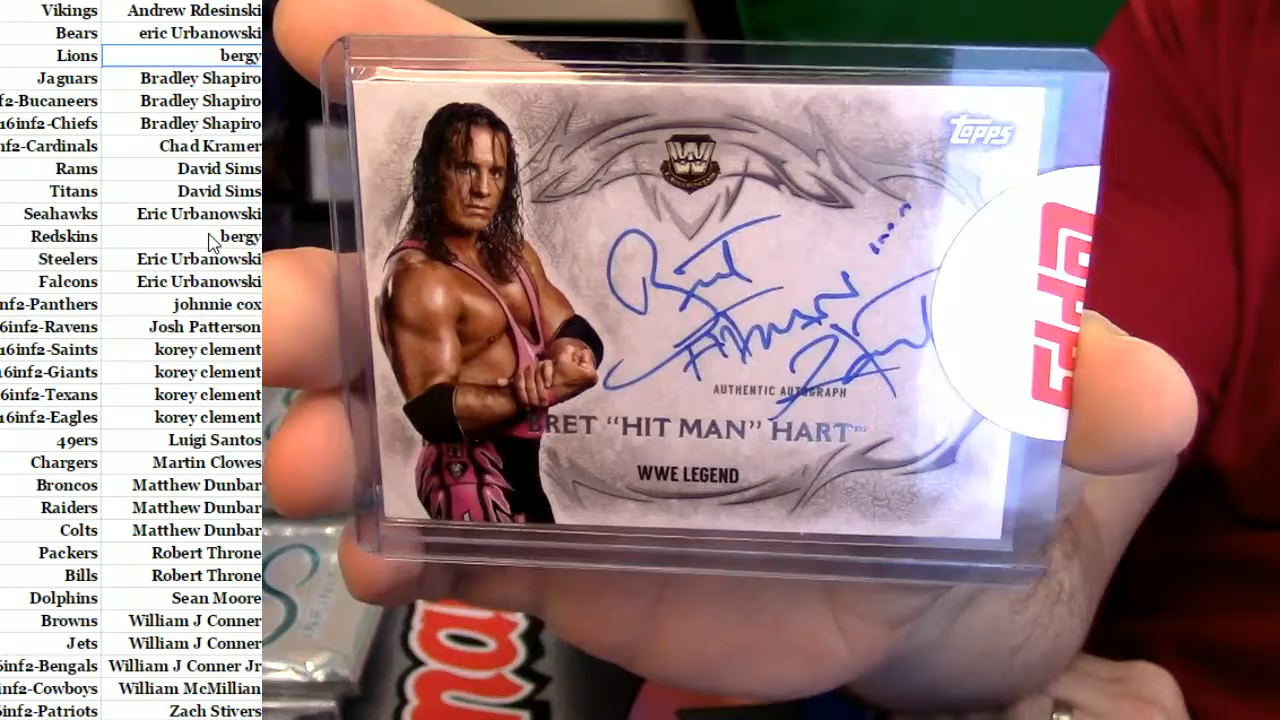 Vikings Andrew Rdesinski
Bears eric Urbanowski
Lions bergy
Jaguars Bradley Shapiro
nf2-Bucaneers Bradley Shapiro
16inf2-Chiefs Bradley Shapiro
nf2-Cardinals Chad Kramer
Rams David Sims
Titans David Sims
Seahawks Eric Urbanowski
Redskins bergy
Steelers Eric Urbanowski
Falcons Eric Urbanowski
inf2-Panthers johnnie cox
6inf2-Ravens Josh Patterson
16inf2-Saints korey clement
16inf2-Giants korey clement
16inf2-Texans korey clement
16inf2-Eagles korey clement
49ers Luigi Santos
Chargers Martin Clowes
Broncos Matthew Dunbar
Raiders Matthew Dunbar
Colts Matthew Dunbar
Packers Robert Throne
Bills Robert Throne
Dolphins Sean Moore
Browns William J Conner
Jets William J Conner
6inf2-Bengals William J Conner Jr
inf2-Cowboys William McMillian
6inf2-Patriots Zach Stivers
Topps
W
Bret
Hitman
Hart
AUTHENTIC AUTOGRAPH
BRET “HIT MAN” HART™
WWE LEGEND